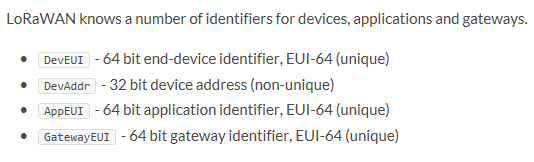 LoRaWAN knows a number of identifiers for devices, applications and gateways.
• DevEUI - 64 bit end-device identifier, EUI-64 (unique)
• DevAddr - 32 bit device address (non-unique)
• AppEUI - 64 bit application identifier, EUI-64 (unique)
• GatewayEUI - 64 bit gateway identifier, EUI-64 (unique)